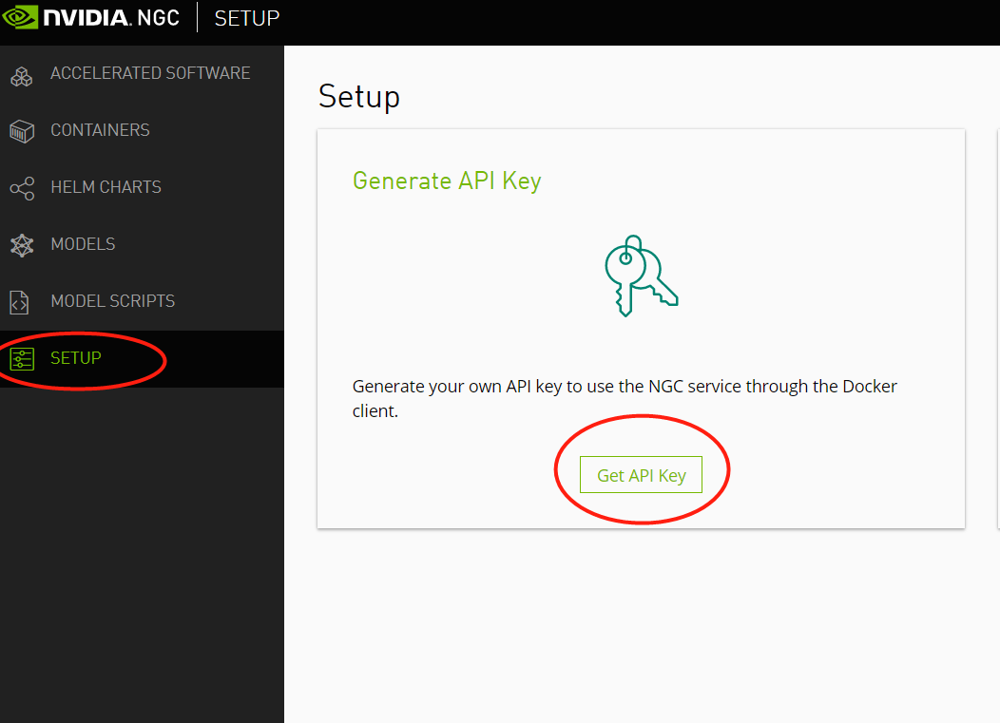 NVIDIA. NGC SETUP
ACCELERATED SOFTWARE
CONTAINERS
HELM CHARTS
MODELS
MODEL SCRIPTS
SETUP
Setup
Generate API Key
Generate your own API key to use the NGC service through the Docker
client.
Get API Key